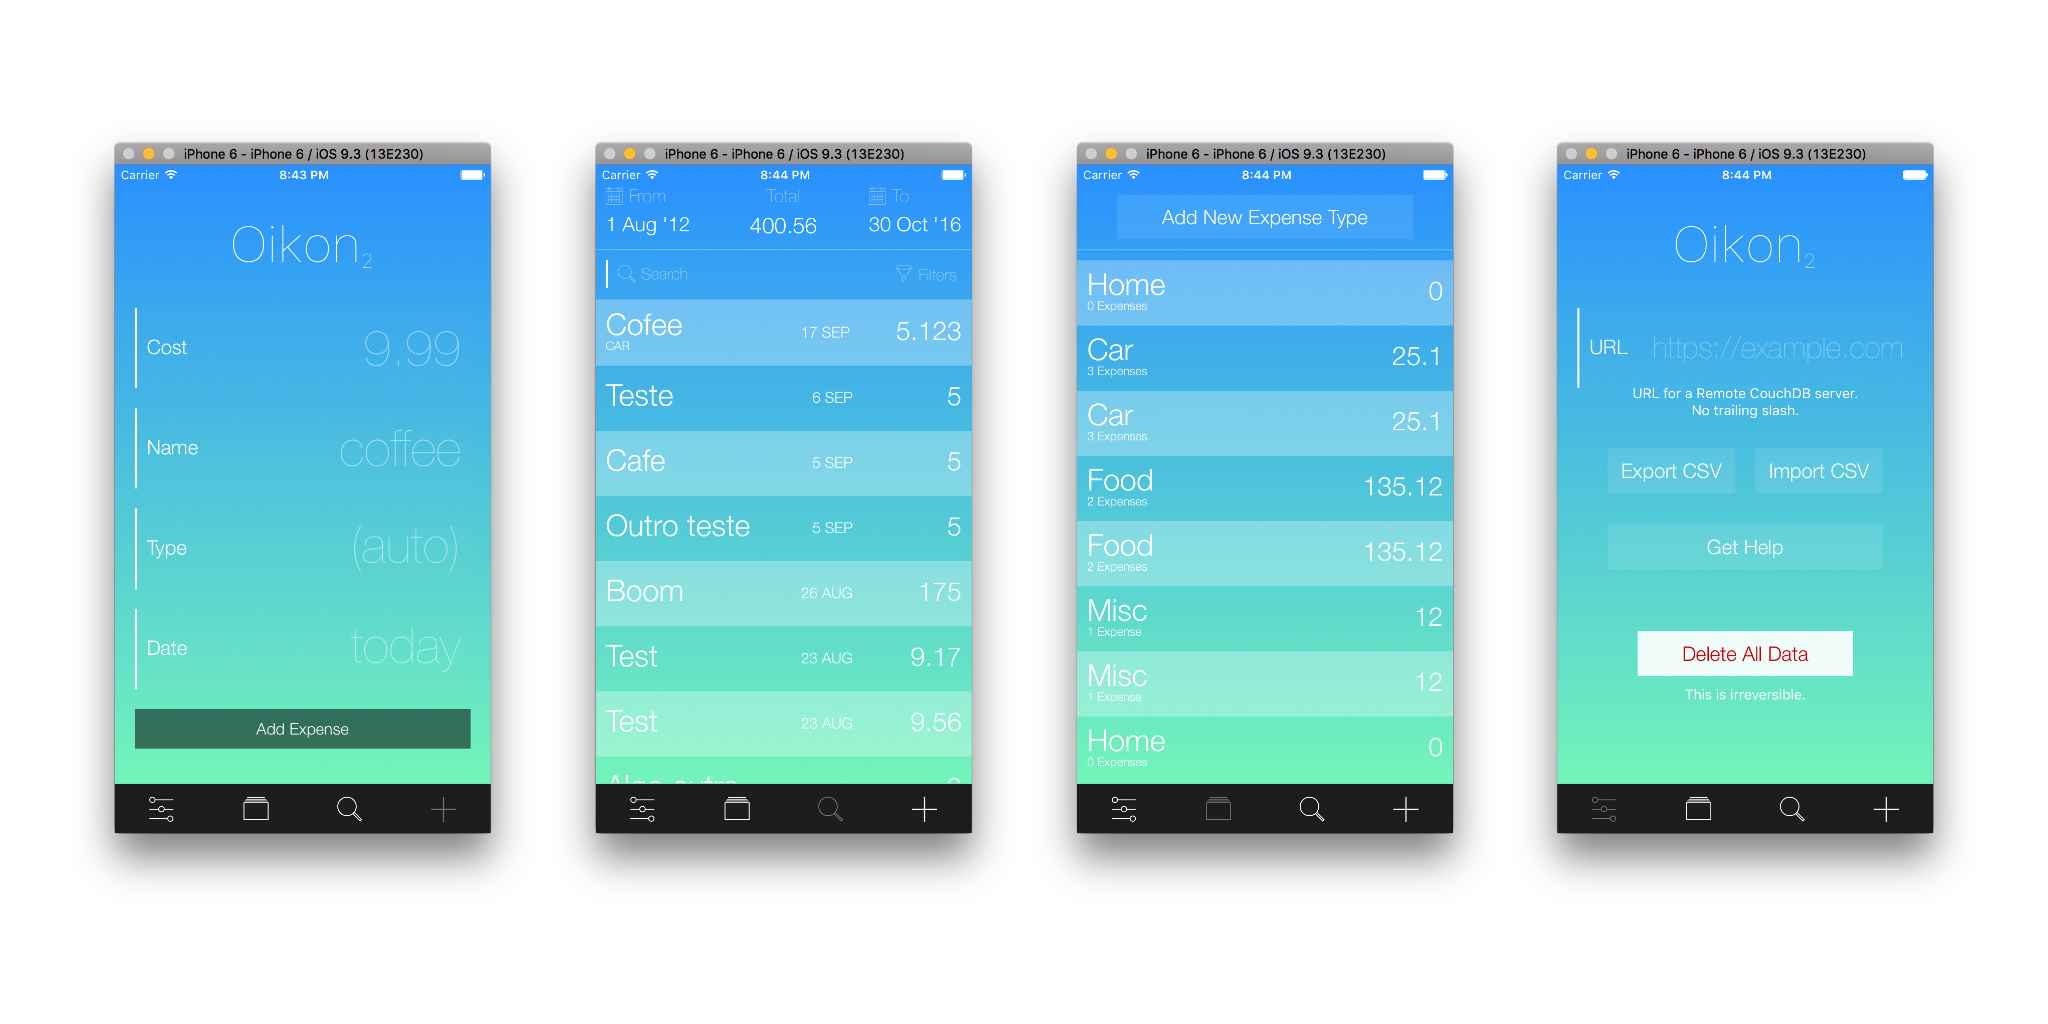 iPhone 6 - iPhone 6 / iOS 9.3 (13E230)
Carrier 8:43 PM
Oikon2
Cost 9.99
Name coffee
Type (auto)
Date today
Add Expense
iPhone 6 - iPhone 6 / iOS 9.3 (13E230)
Carrier 8:44 PM
From Total To
1 Aug '12 400.56 30 Oct '16
Search Filters
Cofee 17 SEP 5.123
CAR
Teste 6 SEP 5
Cafe 5 SEP 5
Outro teste 5 SEP 5
Boom 26 AUG 175
Test 23 AUG 9.17
Test 23 AUG 9.56
iPhone 6 - iPhone 6 / iOS 9.3 (13E230)
Carrier 8:44 PM
Add New Expense Type
Home 0
0 Expenses
Car 25.1
3 Expenses
Car 25.1
3 Expenses
Food 135.12
2 Expenses
Food 135.12
2 Expenses
Misc 12
1 Expense
Misc 12
1 Expense
Home 0
0 Expenses
iPhone 6 - iPhone 6 / iOS 9.3 (13E230)
Carrier 8:44 PM
Oikon2
URL https://example.com
URL for a Remote CouchDB server.
No trailing slash.
Export CSV Import CSV
Get Help
Delete All Data
This is irreversible.